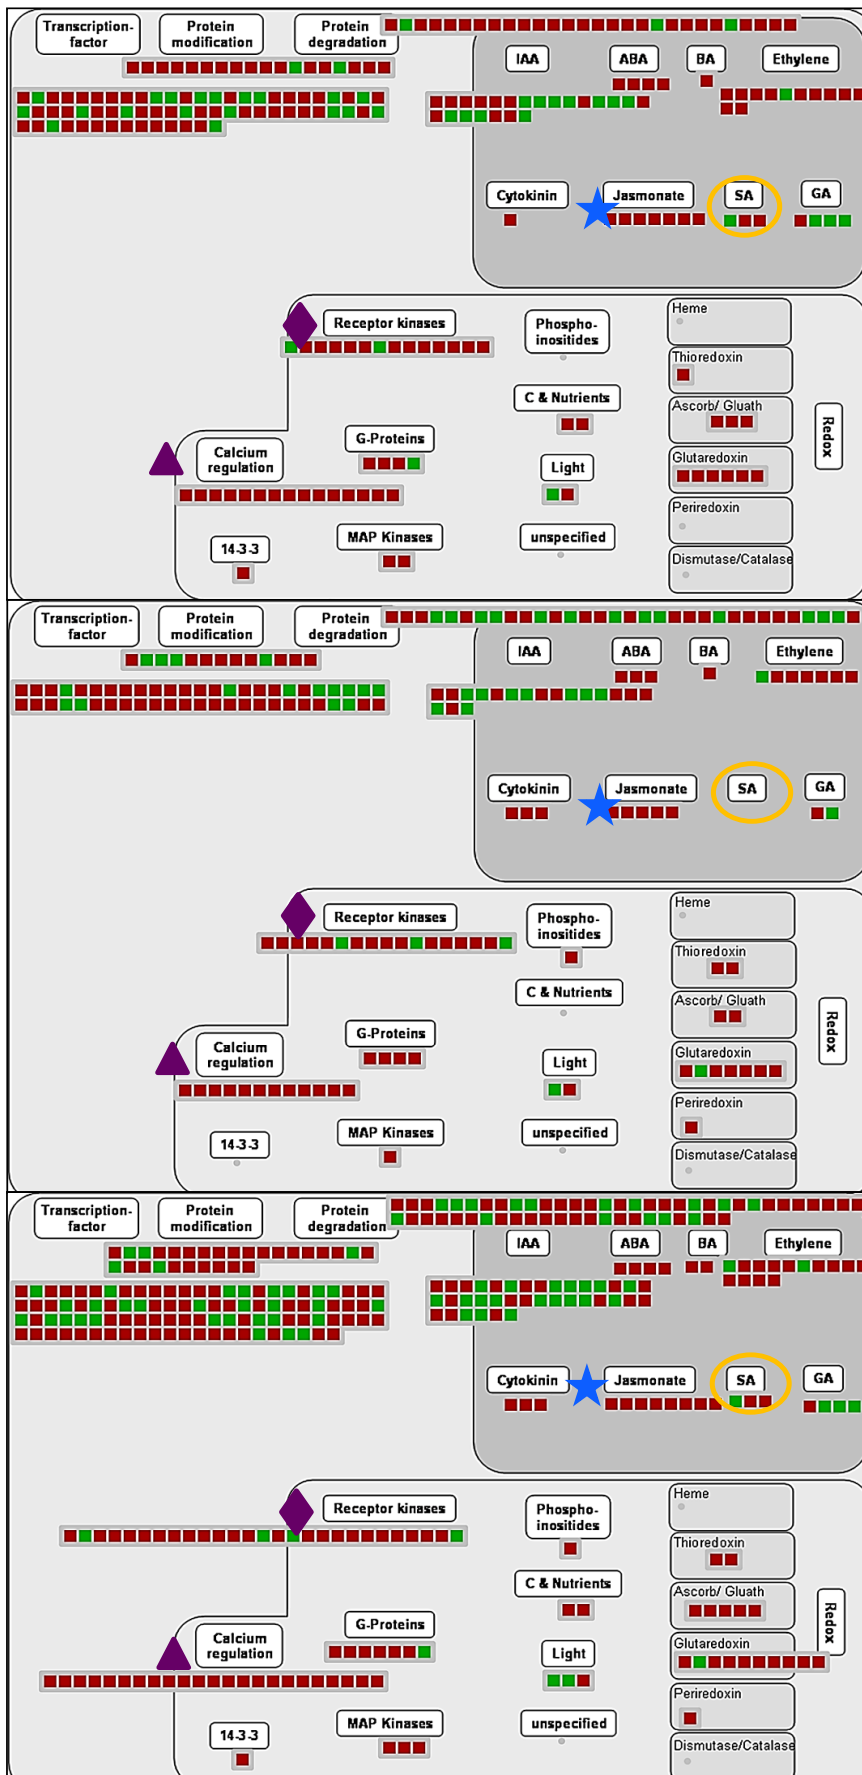 Transcription-
factor
Protein
modification
Protein
degradation
IAA
ABA
BA
Ethylene
Cytokinin
Jasmonate
SA
GA
Receptor kinases
Phospho-
inositides
Heme
Thioredoxin
C & Nutrients
Ascorb/ Gluath
Redox
Calcium
regulation
G-Proteins
Light
Glutaredoxin
Periredoxin
14-3-3
MAP Kinases
unspecified
Dismutase/Catalase
Transcription-
factor
Protein
modification
Protein
degradation
IAA
ABA
BA
Ethylene
Cytokinin
Jasmonate
SA
GA
Receptor kinases
Phospho-
inositides
Heme
Thioredoxin
C & Nutrients
Ascorb/ Gluath
Redox
Calcium
regulation
G-Proteins
Light
Glutaredoxin
Periredoxin
14-3-3
MAP Kinases
unspecified
Dismutase/Catalase
Transcription-
factor
Protein
modification
Protein
degradation
IAA
ABA
BA
Ethylene
Cytokinin
Jasmonate
SA
GA
Receptor kinases
Phospho-
inositides
Heme
Thioredoxin
C & Nutrients
Ascorb/ Gluath
Redox
Calcium
regulation
G-Proteins
Light
Glutaredoxin
Periredoxin
14-3-3
MAP Kinases
unspecified
Dismutase/Catalase